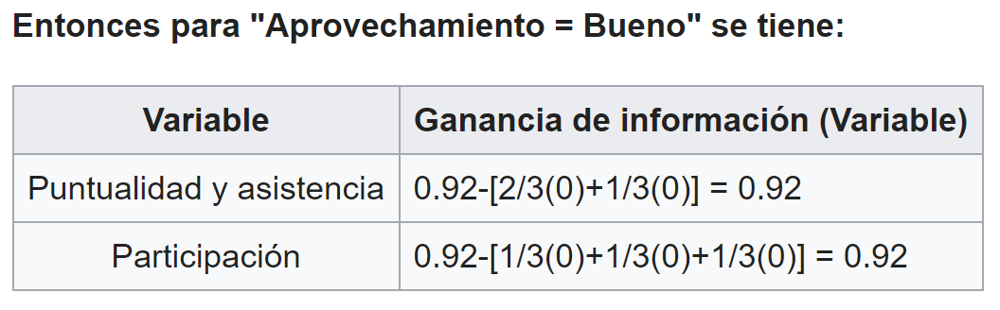 Entonces para "Aprovechamiento = Bueno" se tiene:
Variable Ganancia de información (Variable)
Puntualidad y asistencia 0.92-[2/3(0)+1/3(0)] = 0.92
Participación 0.92-[1/3(0)+1/3(0)+1/3(0)] = 0.92